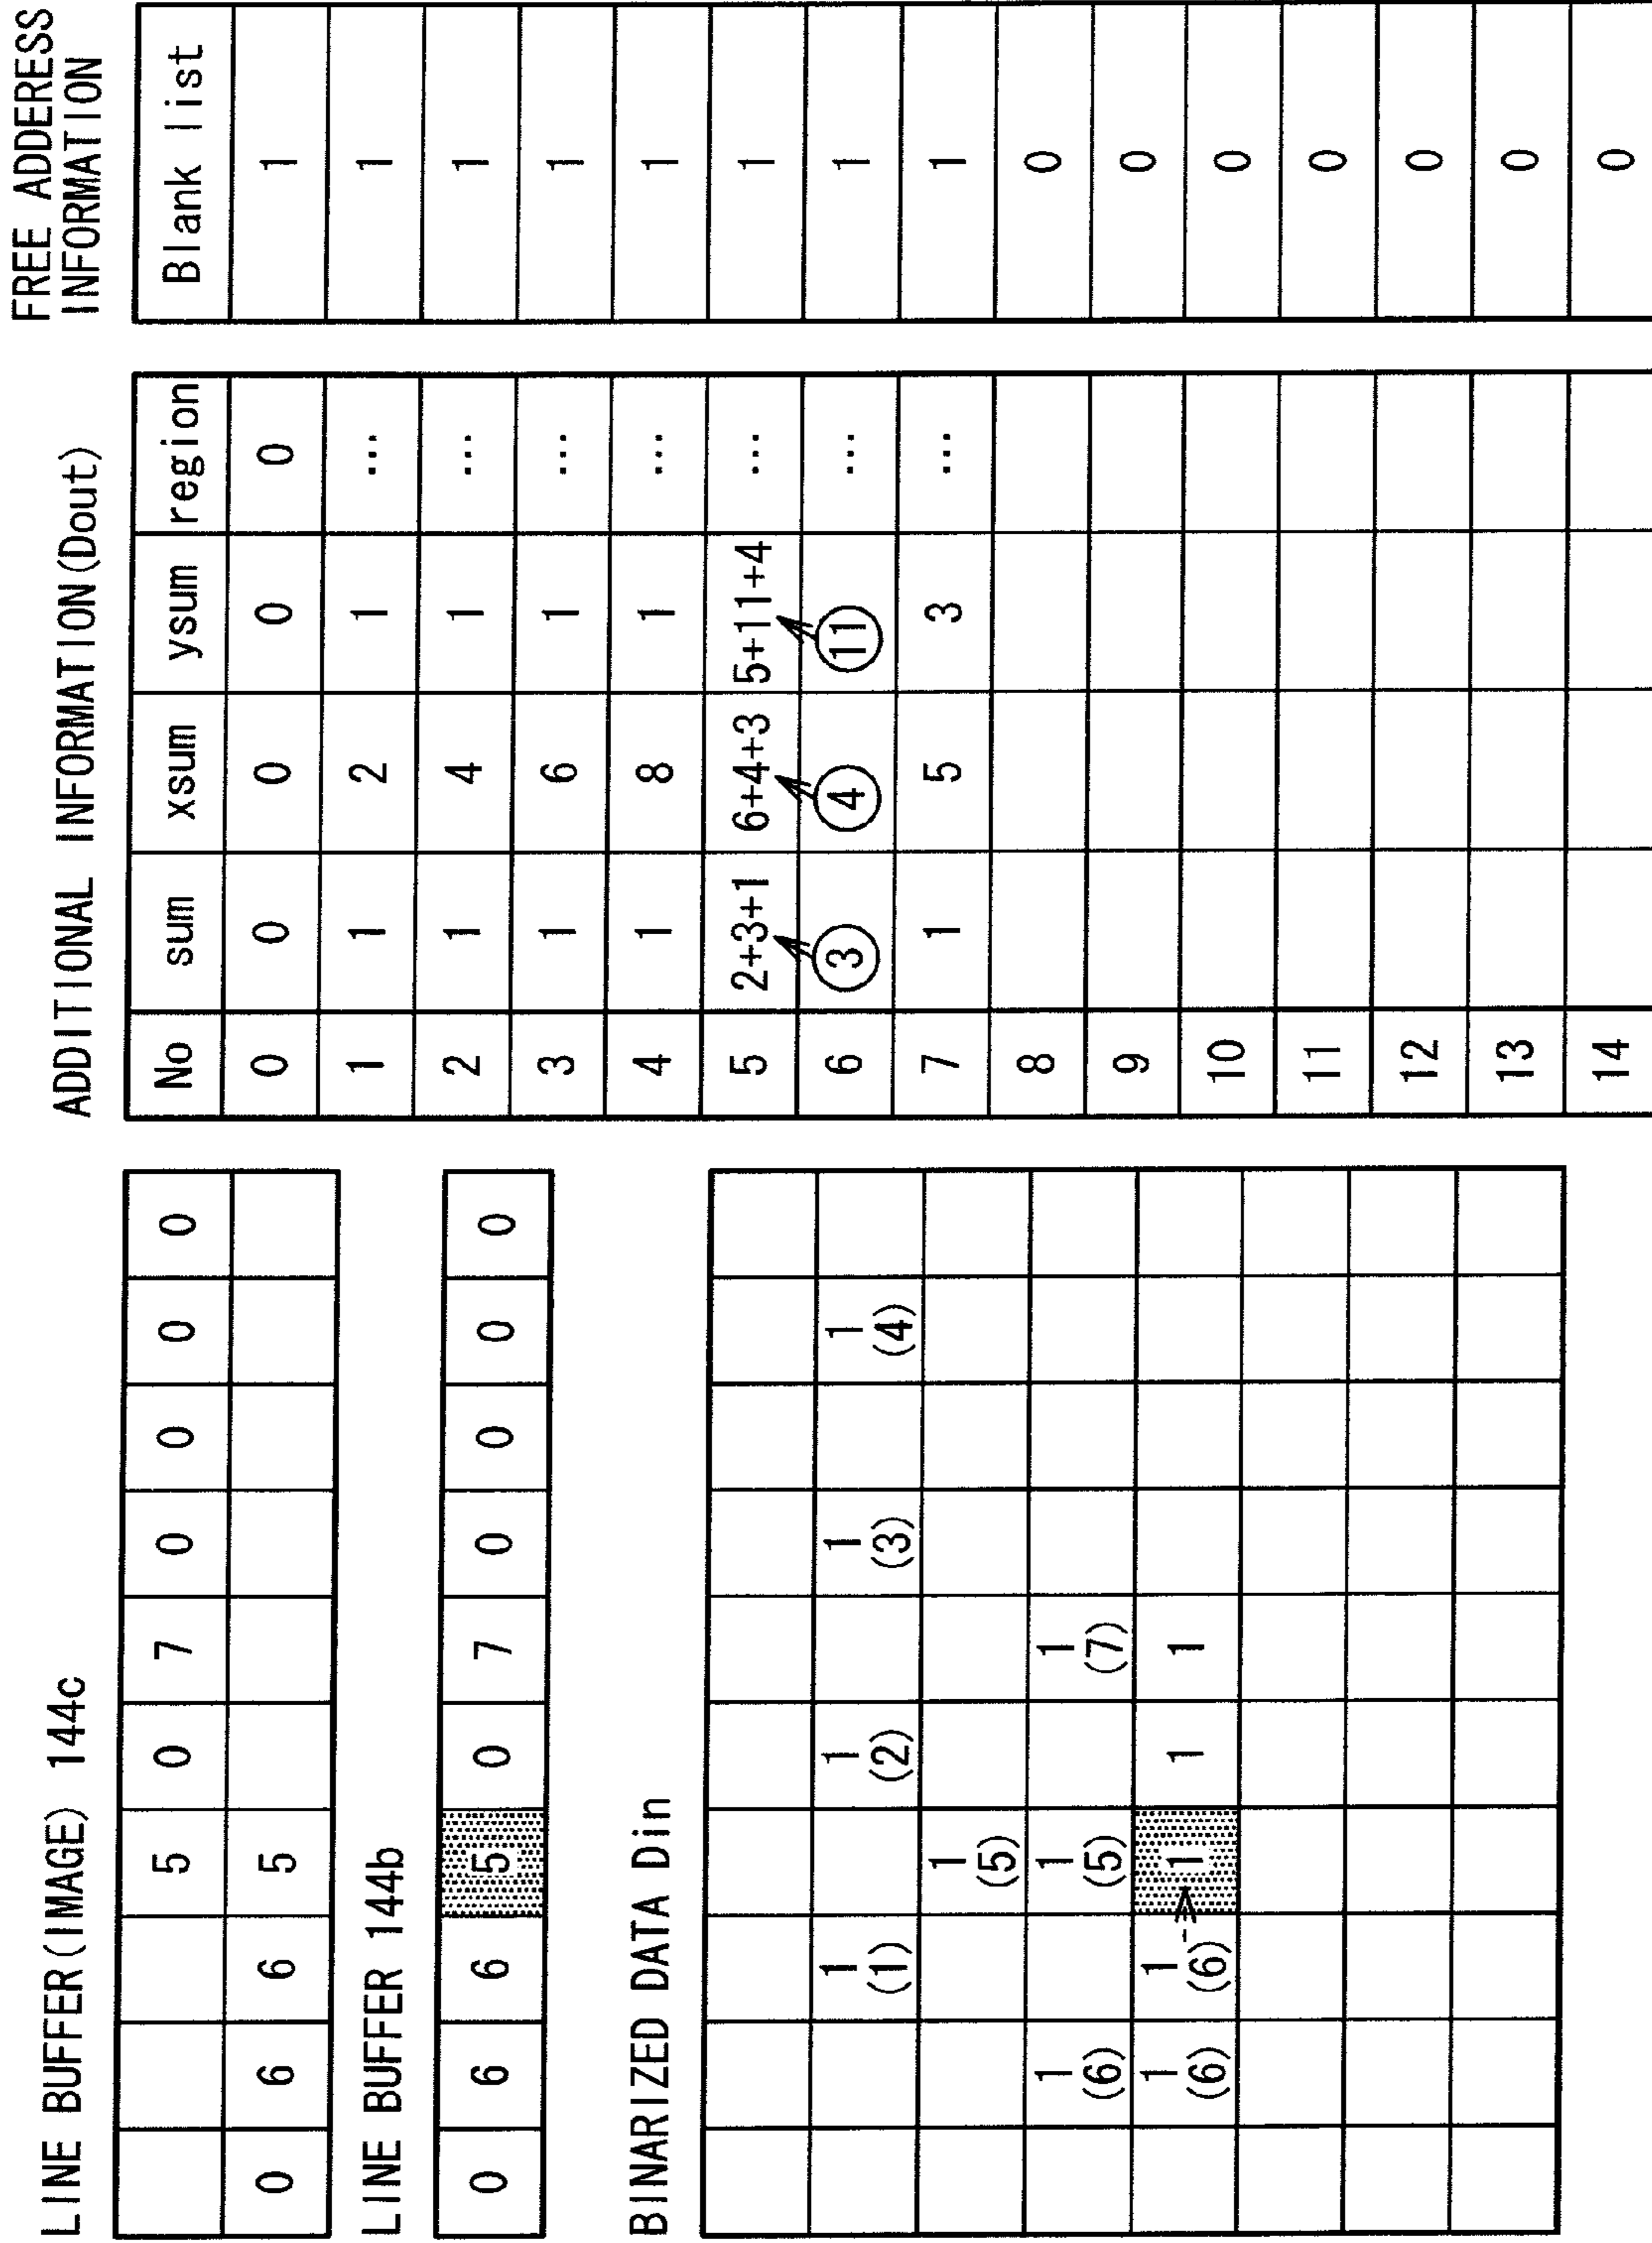 LINE BUFFER(IMAGE) 144c
5 0 7 0 0 0 0
0 6 6 5
LINE BUFFER 144b
0 6 6 5 0 7 0 0 0 0
BINARIZED DATA Din
1 1 1 1
(1) (2) (3) (4)
1
(5)
1 1 1
(6) (5) (7)
1 1 1 1 1
(6) (6)
ADDITIONAL INFORMATION(Dout)
No sum xsum ysum region
0 0 0 0 0
1 1 2 1 ...
2 1 4 1 ...
3 1 6 1 ...
4 1 8 1 ...
5 2+3+1 6+4+3 5+11+4 ...
6 3 4 11 ...
7 1 5 3 ...
8
9
10
11
12
13
14
FREE ADDERESS
INFORMATION
Blank list
1
1
1
1
1
1
1
1
0
0
0
0
0
0
0